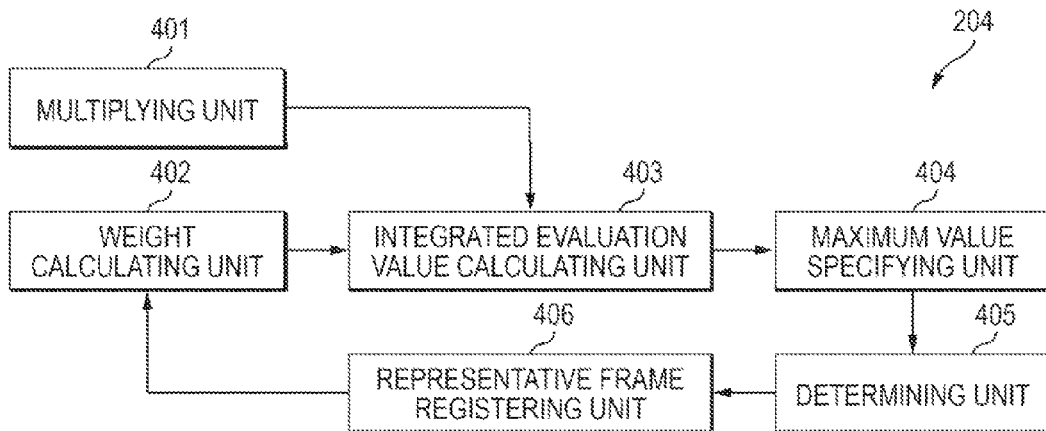 401
204
MULTIPLYING UNIT
402
403
404
WEIGHT
CALCULATING UNIT
INTEGRATED EVALUATION
VALUE CALCULATING UNIT
MAXIMUM VALUE
SPECIFYING UNIT
406
405
REPRESENTATIVE FRAME
REGISTERING UNIT
DETERMINING UNIT